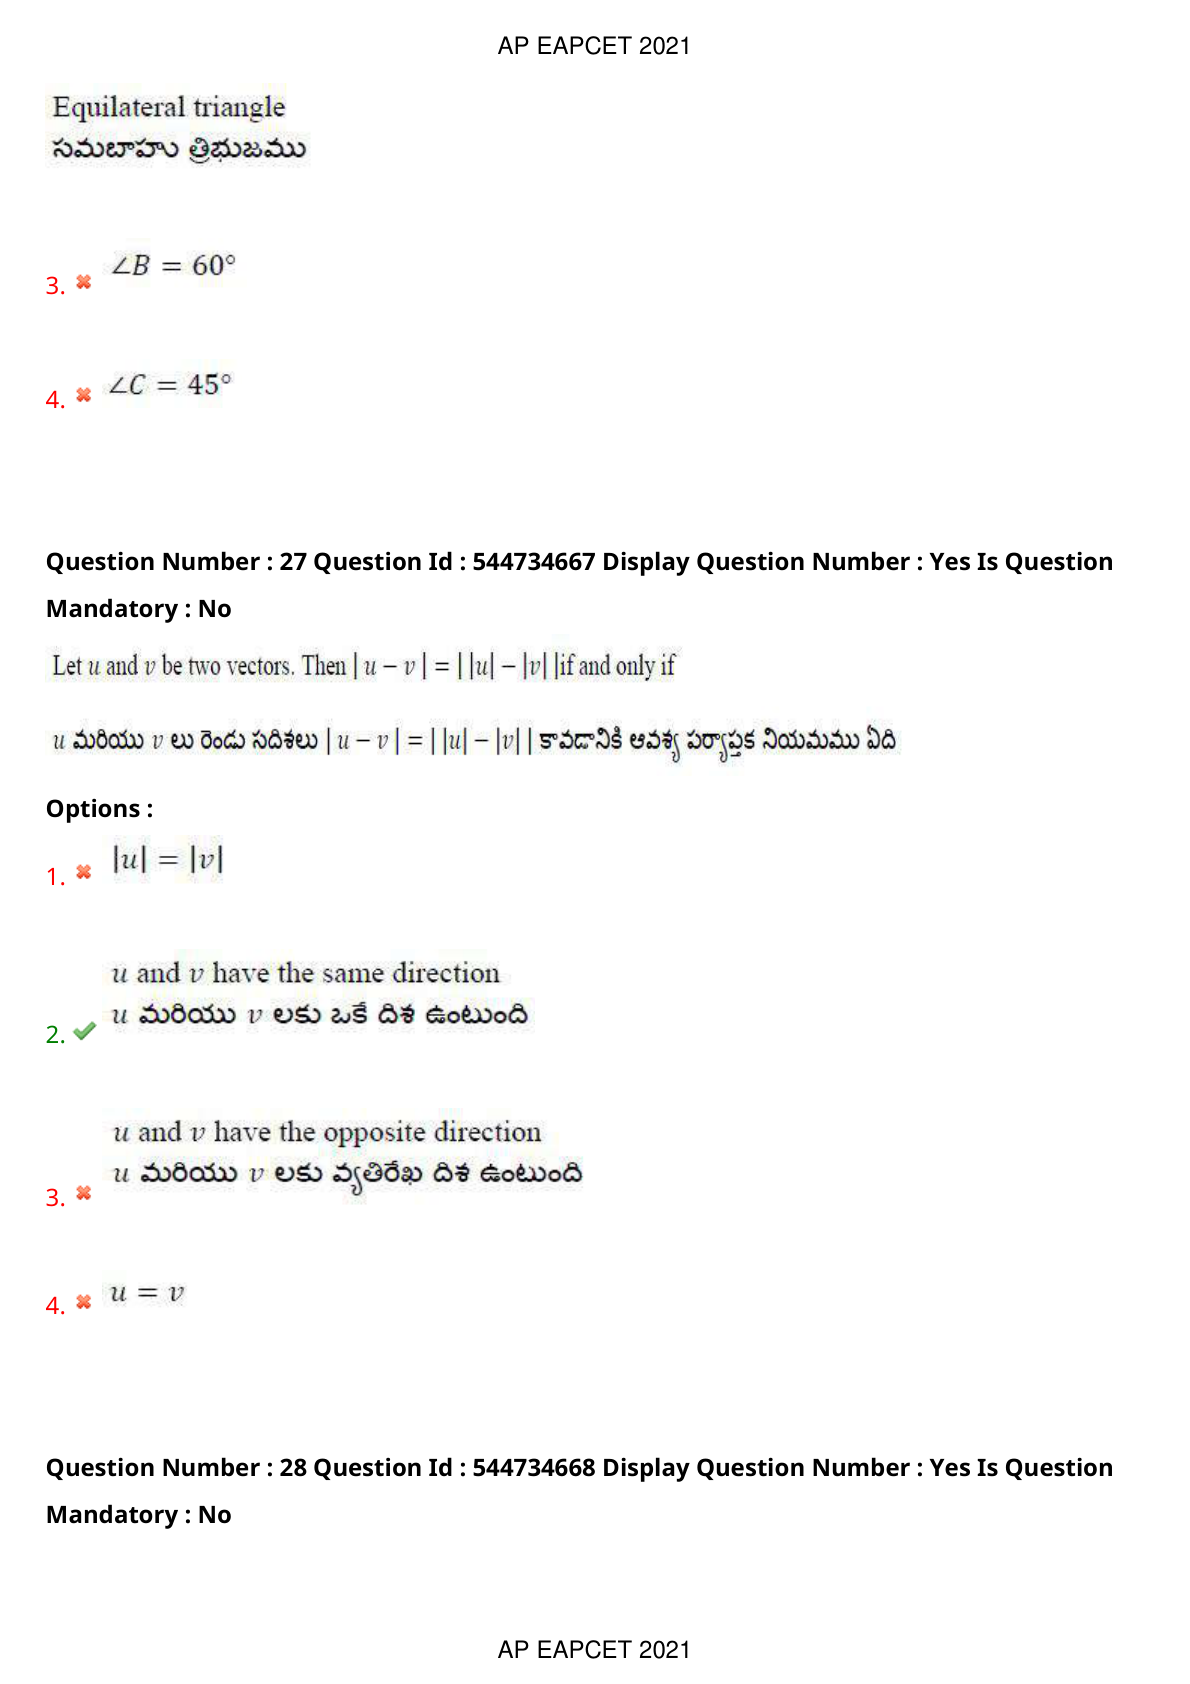 AP EAPCET 2021
Equilateral triangle
సమబాహు త్రిభుజము
3. ∠B = 60°
4. ∠C = 45°
Question Number : 27 Question Id : 544734667 Display Question Number : Yes Is Question
Mandatory : No
Let u and v be two vectors. Then | u − v | = | |u| − |v| |if and only if
u మరియు v లు రెండు సదిశలు | u − v | = | |u| − |v| | కావడానికి ఆవశ్య పర్యాప్తక నియమము ఏది
Options :
1. |u| = |v|
u and v have the same direction
2. u మరియు v లకు ఒకే దిశ ఉంటుంది
u and v have the opposite direction
3. u మరియు v లకు వ్యతిరేఖ దిశ ఉంటుంది
4. u = v
Question Number : 28 Question Id : 544734668 Display Question Number : Yes Is Question
Mandatory : No
AP EAPCET 2021